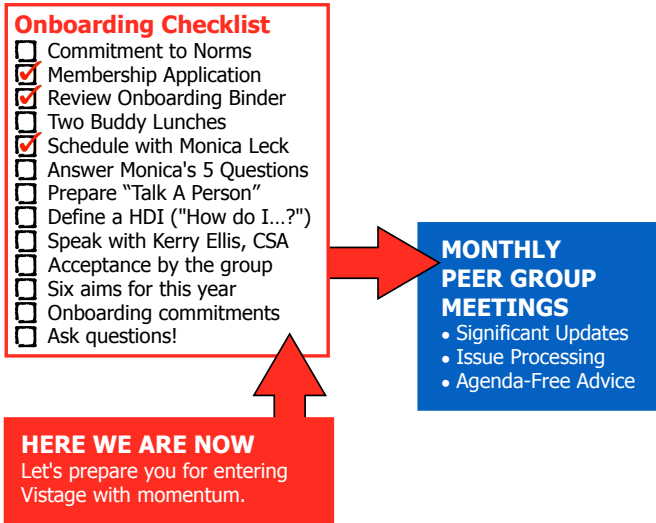 Onboarding Checklist
Commitment to Norms
Membership Application
Review Onboarding Binder
Two Buddy Lunches
Schedule with Monica Leck
Answer Monica's 5 Questions
Prepare “Talk A Person”
Define a HDI ("How do I…?")
Speak with Kerry Ellis, CSA
Acceptance by the group
Six aims for this year
Onboarding commitments
Ask questions!
MONTHLY
PEER GROUP
MEETINGS
• Significant Updates
• Issue Processing
• Agenda-Free Advice
HERE WE ARE NOW
Let's prepare you for entering
Vistage with momentum.